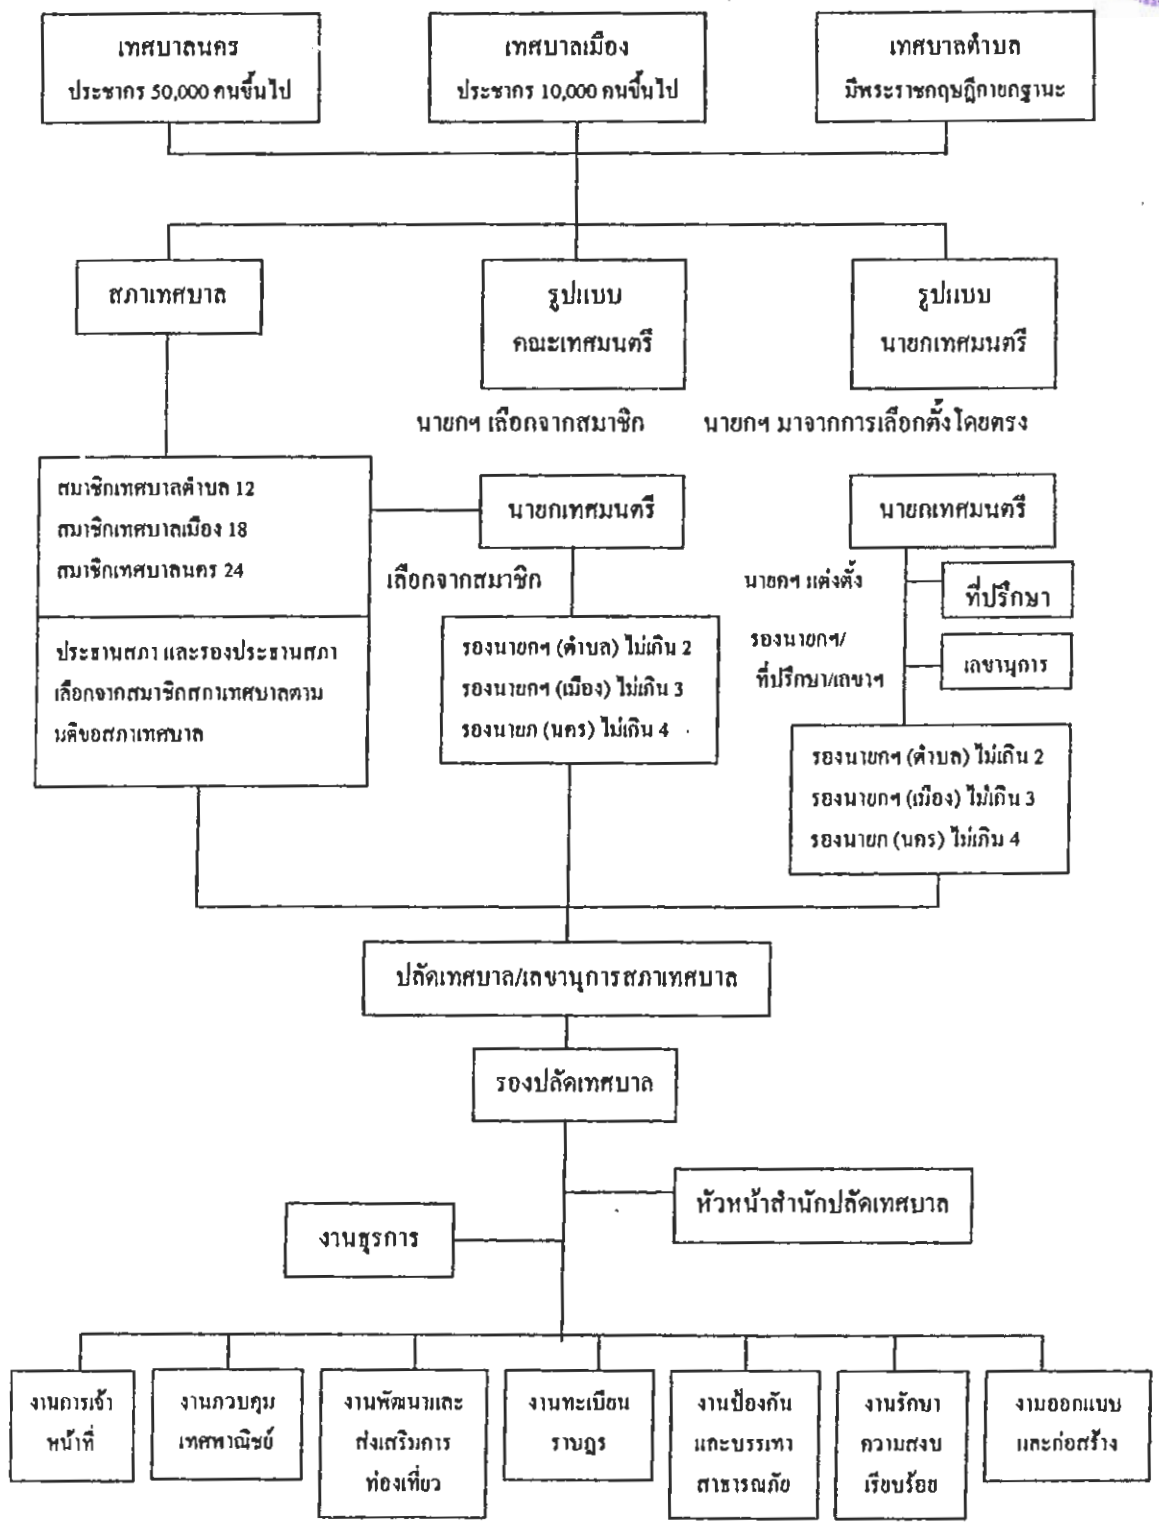 เทศบาลนคร
ประชากร 50,000 คนขึ้นไป
เทศบาลเมือง
ประชากร 10,000 คนขึ้นไป
เทศบาลตำบล
มีพระราชกฤษฎีกายกฐานะ
สภาเทศบาล
รูปแบบ
คณะเทศมนตรี
รูปแบบ
นายกเทศมนตรี
นายกฯ เลือกจากสมาชิก
นายกฯ มาจากการเลือกตั้งโดยตรง
สมาชิกเทศบาลตำบล 12
สมาชิกเทศบาลเมือง 18
สมาชิกเทศบาลนคร 24
นายกเทศมนตรี
นายกเทศมนตรี
เลือกจากสมาชิก
นายกฯ แต่งตั้ง
ที่ปรึกษา
ประธานสภา และรองประธานสภา
เลือกจากสมาชิกสภาเทศบาลตาม
มติขอสภาเทศบาล
รองนายกฯ (ตำบล) ไม่เกิน 2
รองนายกฯ (เมือง) ไม่เกิน 3
รองนายก (นคร) ไม่เกิน 4
รองนายกฯ/
ที่ปรึกษา/เลขาฯ
เลขานุการ
รองนายกฯ (ตำบล) ไม่เกิน 2
รองนายกฯ (เมือง) ไม่เกิน 3
รองนายก (นคร) ไม่เกิน 4
ปลัดเทศบาล/เลขานุการสภาเทศบาล
รองปลัดเทศบาล
หัวหน้าสำนักปลัดเทศบาล
งานธุรการ
งานการเจ้า
หน้าที่
งานควบคุม
เทศพาณิชย์
งานพัฒนาและ
ส่งเสริมการ
ท่องเที่ยว
งานทะเบียน
ราษฎร
งานป้องกัน
และบรรเทา
สาธารณภัย
งานรักษา
ความสงบ
เรียบร้อย
งานออกแบบ
และก่อสร้าง